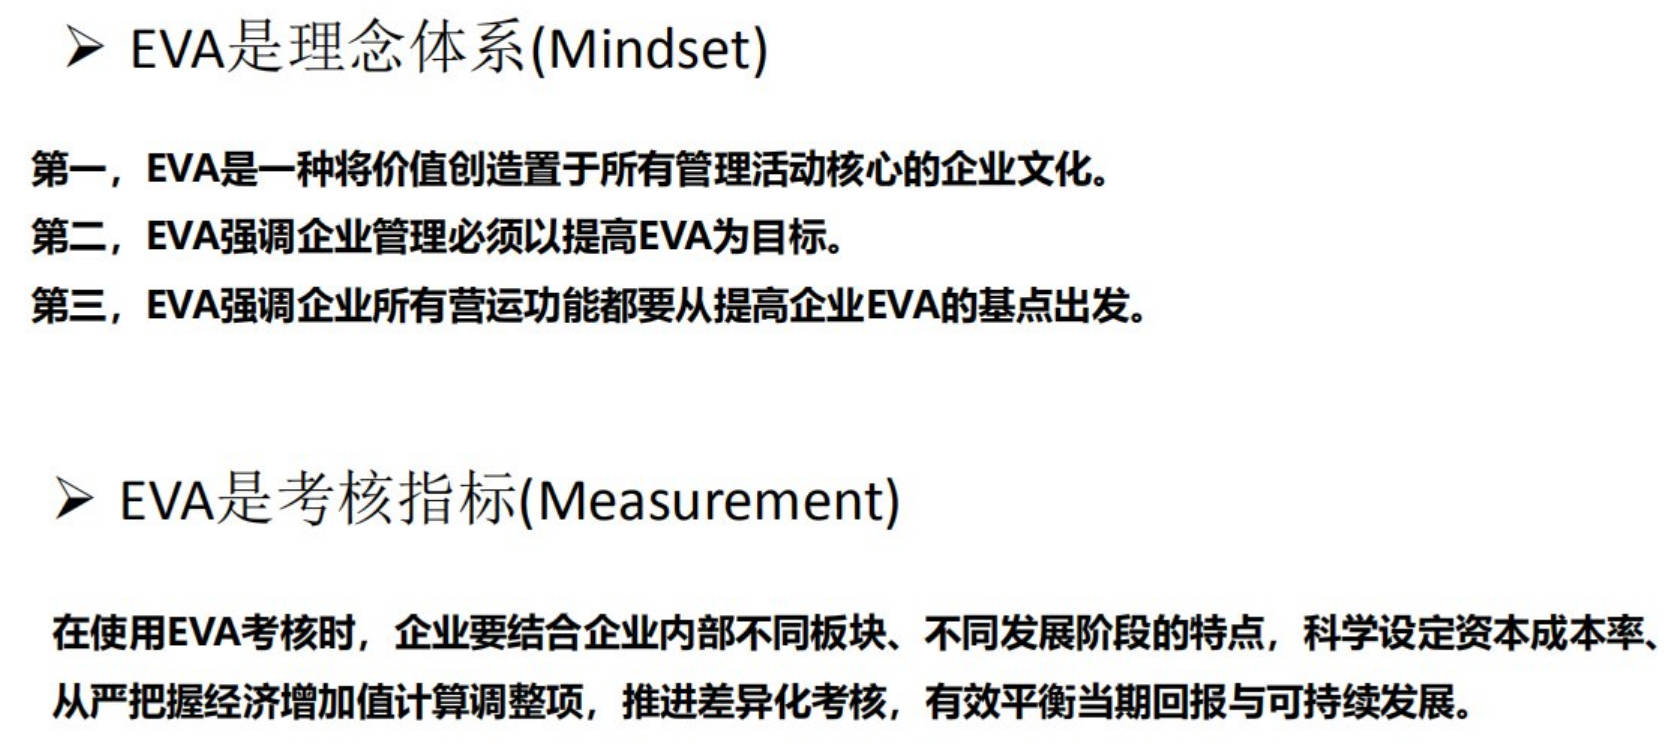 ➢ EVA是理念体系(Mindset)
第一，EVA是一种将价值创造置于所有管理活动核心的企业文化。
第二，EVA强调企业管理必须以提高EVA为目标。
第三，EVA强调企业所有营运功能都要从提高企业EVA的基点出发。
➢ EVA是考核指标(Measurement)
在使用EVA考核时，企业要结合企业内部不同板块、不同发展阶段的特点，科学设定资本成本率、
从严把握经济增加值计算调整项，推进差异化考核，有效平衡当期回报与可持续发展。